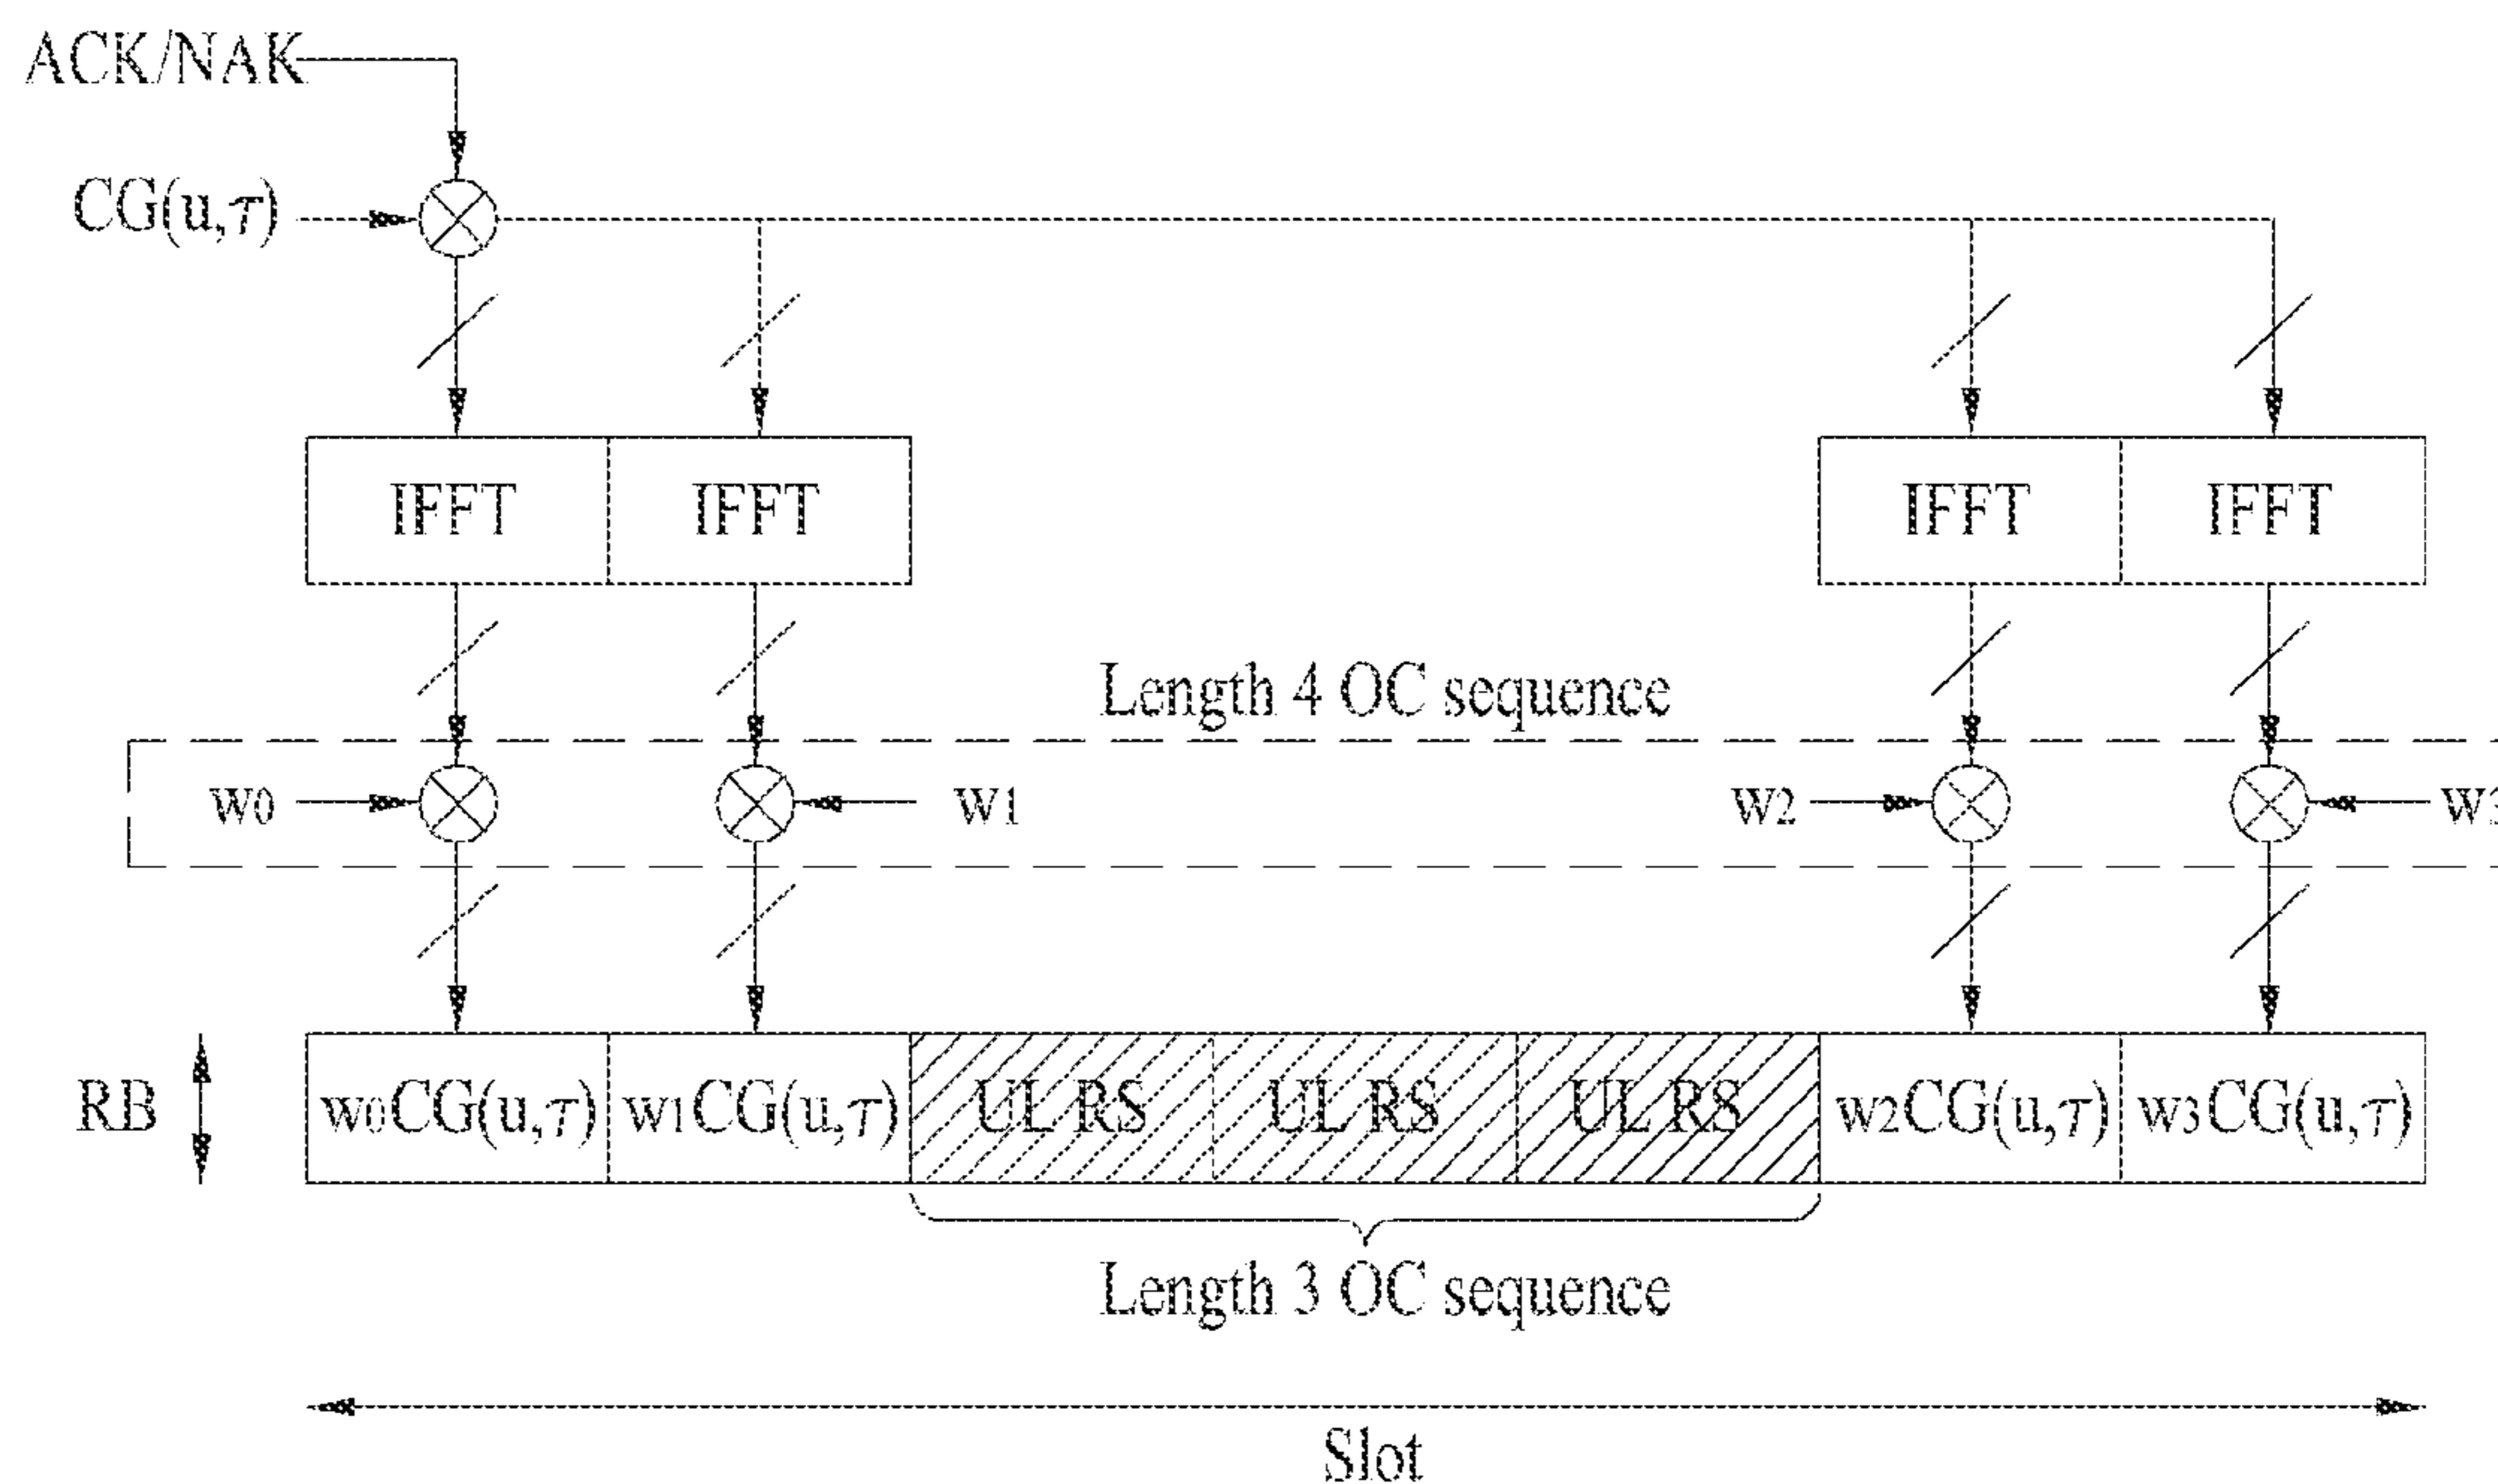 ACK/NAK
CG(u,τ)
IFFT IFFT IFFT IFFT
Length 4 OC sequence
w0 w1 w2
RB w0CG(u,τ) w1CG(u,τ) UL RS UL RS UL RS w2CG(u,τ) w3CG(u,τ)
Length 3 OC sequence
Slot